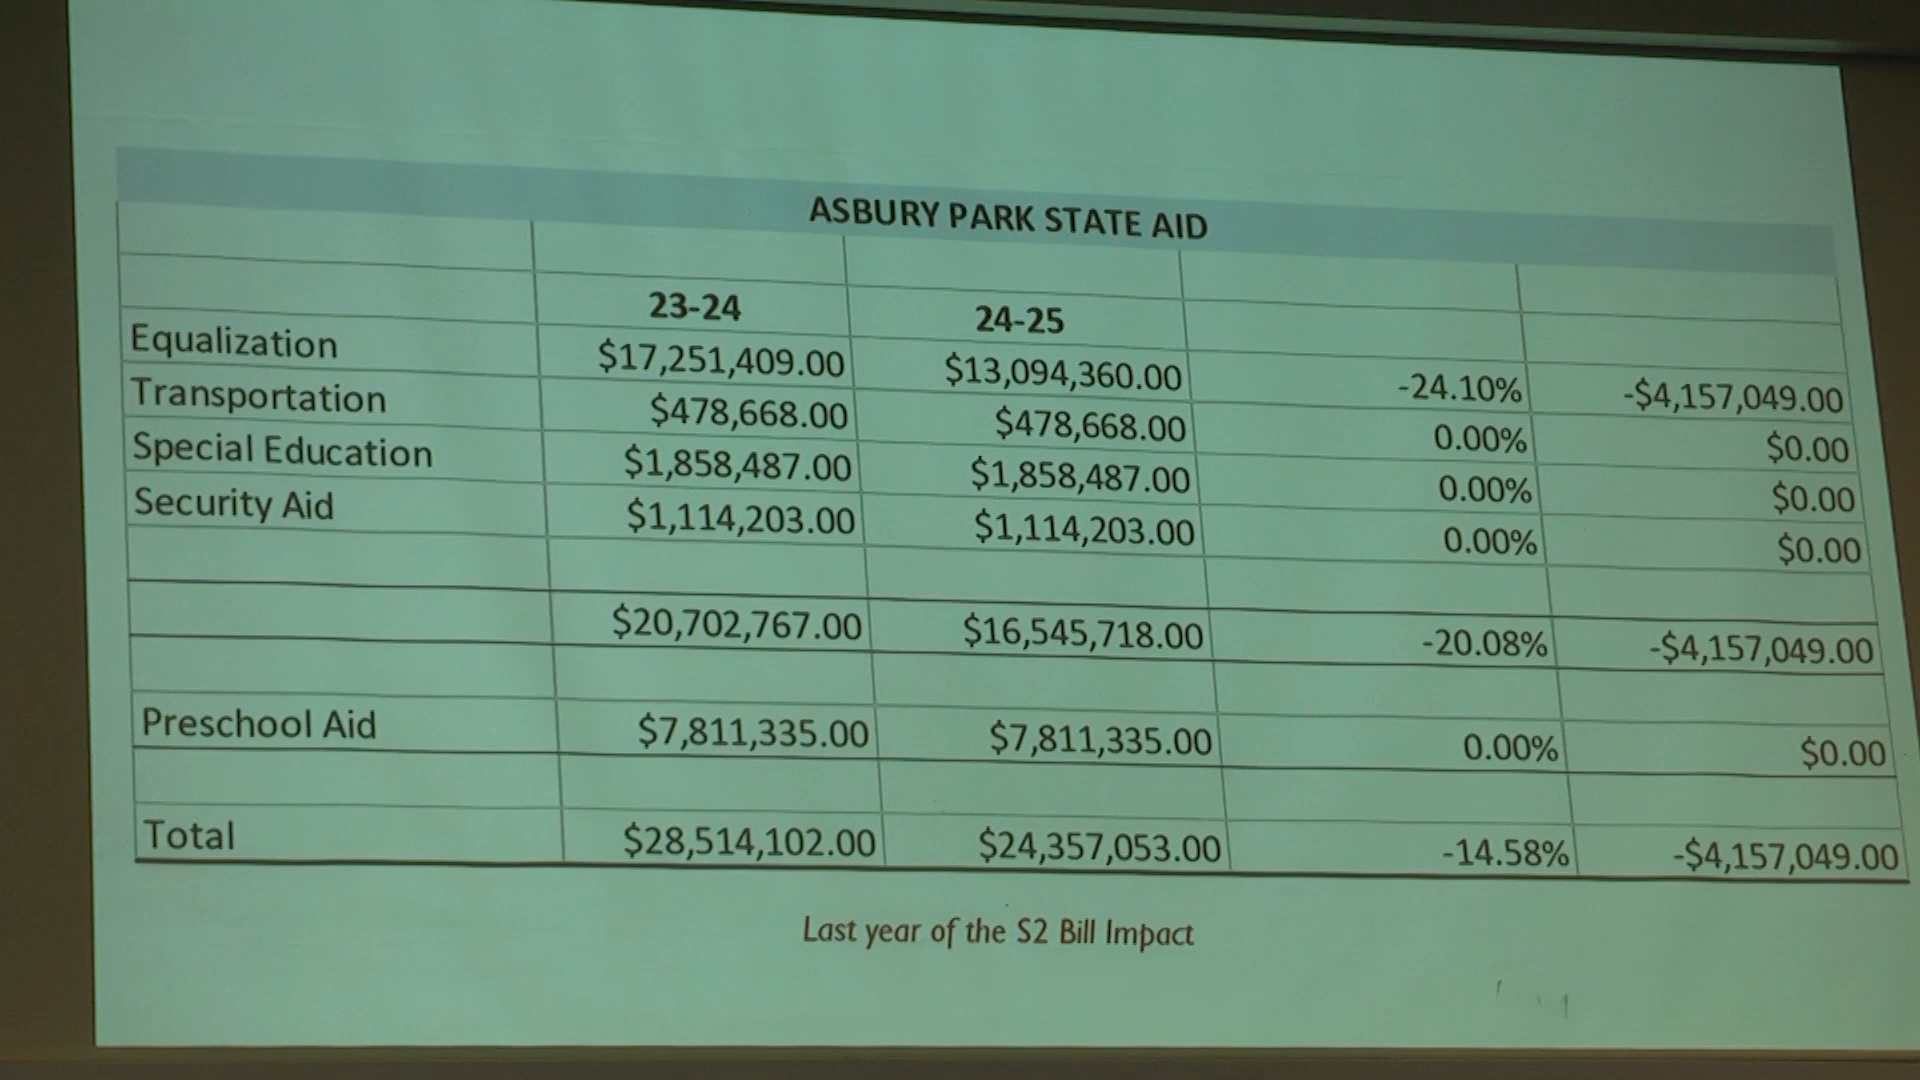 ASBURY PARK STATE AID
23-24 24-25
Equalization $17,251,409.00 $13,094,360.00 -24.10% -$4,157,049.00
Transportation $478,668.00 $478,668.00 0.00% $0.00
Special Education $1,858,487.00 $1,858,487.00 0.00% $0.00
Security Aid $1,114,203.00 $1,114,203.00 0.00% $0.00
$20,702,767.00 $16,545,718.00 -20.08% -$4,157,049.00
Preschool Aid $7,811,335.00 $7,811,335.00 0.00% $0.00
Total $28,514,102.00 $24,357,053.00 -14.58% -$4,157,049.00
Last year of the S2 Bill Impact